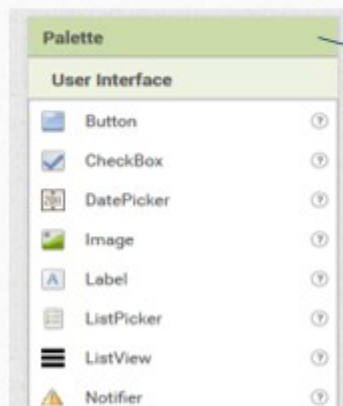 Palette
User Interface
Button
CheckBox
DatePicker
Image
Label
ListPicker
ListView
Notifier